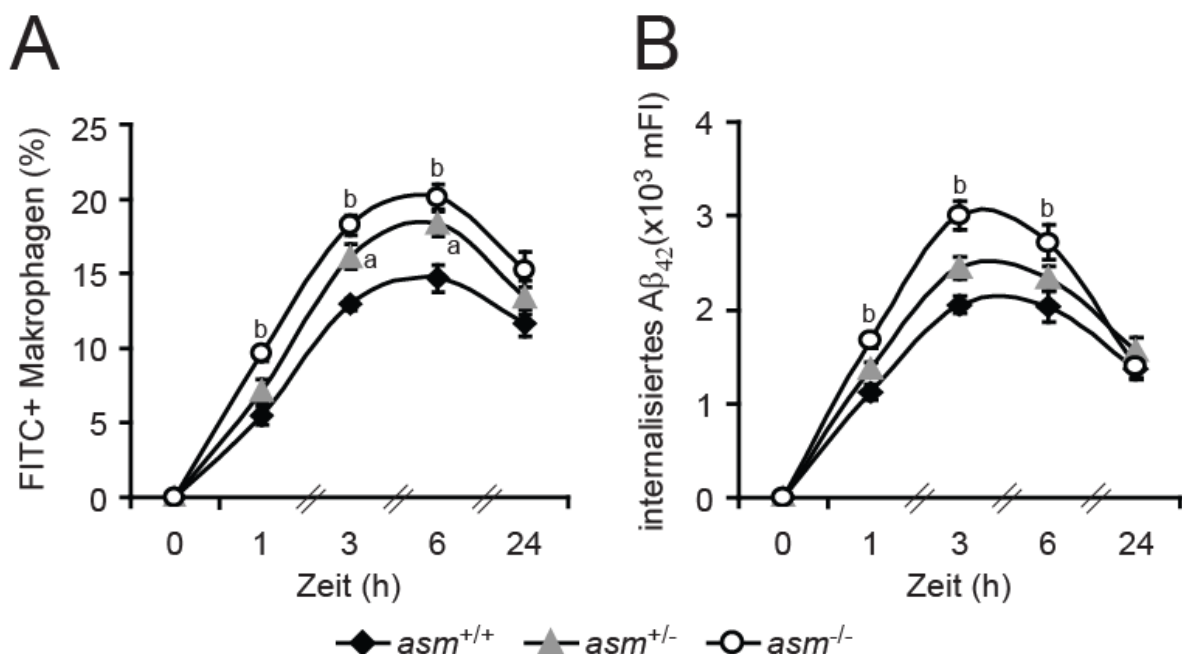 A
B
FITC+ Makrophagen (%)
25
20
15
10
5
0
b
b
b
a
a
0 1 3 6 24
Zeit (h)
internalisiertes Aβ₄₂(x10³ mFI)
4
3
2
1
0
b
b
b
0 1 3 6 24
Zeit (h)
asm⁺/⁺ asm⁺/⁻ asm⁻/⁻